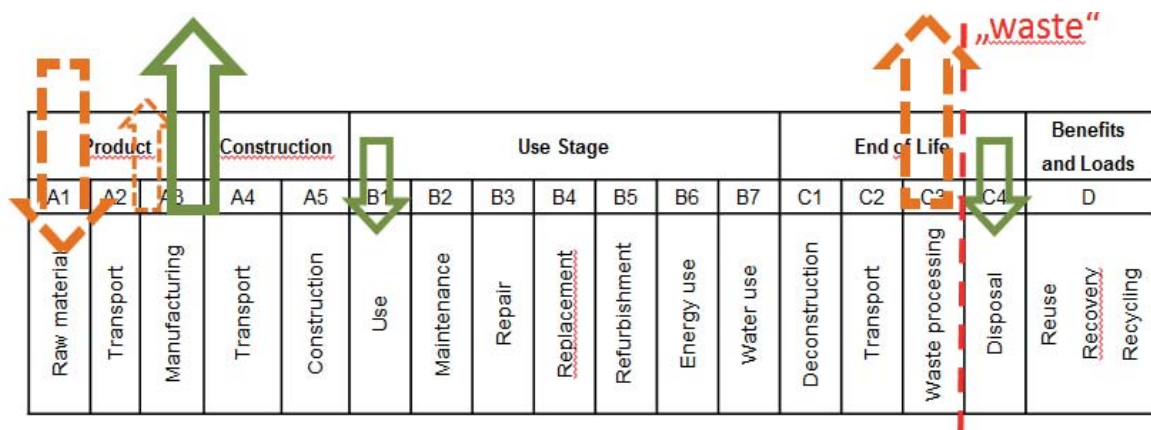 „waste“
Product Construction Use Stage End of Life Benefits and Loads
A1 A2 A3 A4 A5 B1 B2 B3 B4 B5 B6 B7 C1 C2 C3 C4 D
Raw material
Transport
Manufacturing
Transport
Construction
Use
Maintenance
Repair
Replacement
Refurbishment
Energy use
Water use
Deconstruction
Transport
Waste processing
Disposal
Reuse
Recovery
Recycling